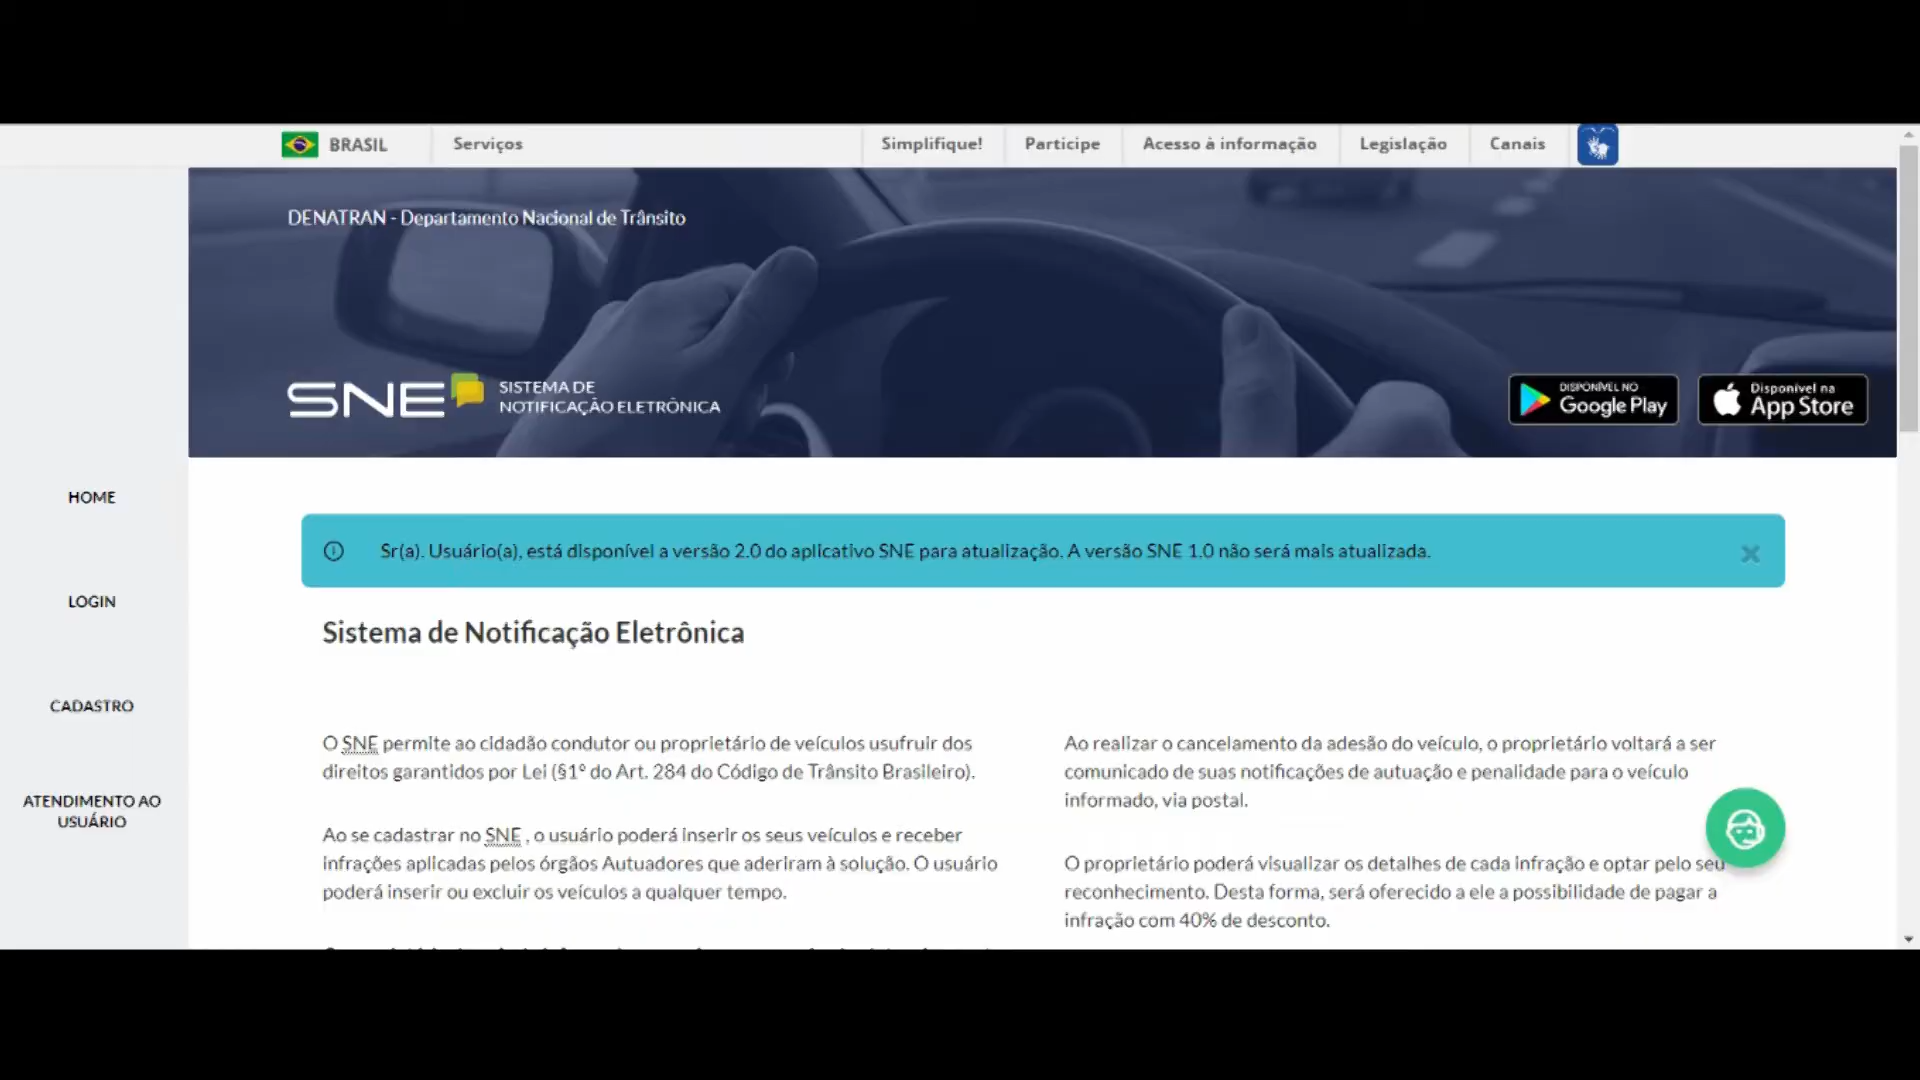 BRASIL
Serviços
Simplifique!
Participe
Acesso à informação
Legislação
Canais
DENATRAN - Departamento Nacional de Trânsito
SNE
SISTEMA DE
NOTIFICAÇÃO ELETRÔNICA
DISPONÍVEL NO
Google Play
Disponível na
App Store
HOME
LOGIN
CADASTRO
ATENDIMENTO AO
USUÁRIO
Sr(a). Usuário(a), está disponível a versão 2.0 do aplicativo SNE para atualização. A versão SNE 1.0 não será mais atualizada.
Sistema de Notificação Eletrônica
O SNE permite ao cidadão condutor ou proprietário de veículos usufruir dos
direitos garantidos por Lei (§1º do Art. 284 do Código de Trânsito Brasileiro).
Ao se cadastrar no SNE , o usuário poderá inserir os seus veículos e receber
infrações aplicadas pelos órgãos Autuadores que aderiram à solução. O usuário
poderá inserir ou excluir os veículos a qualquer tempo.
Ao realizar o cancelamento da adesão do veículo, o proprietário voltará a ser
comunicado de suas notificações de autuação e penalidade para o veículo
informado, via postal.
O proprietário poderá visualizar os detalhes de cada infração e optar pelo seu
reconhecimento. Desta forma, será oferecido a ele a possibilidade de pagar a
infração com 40% de desconto.